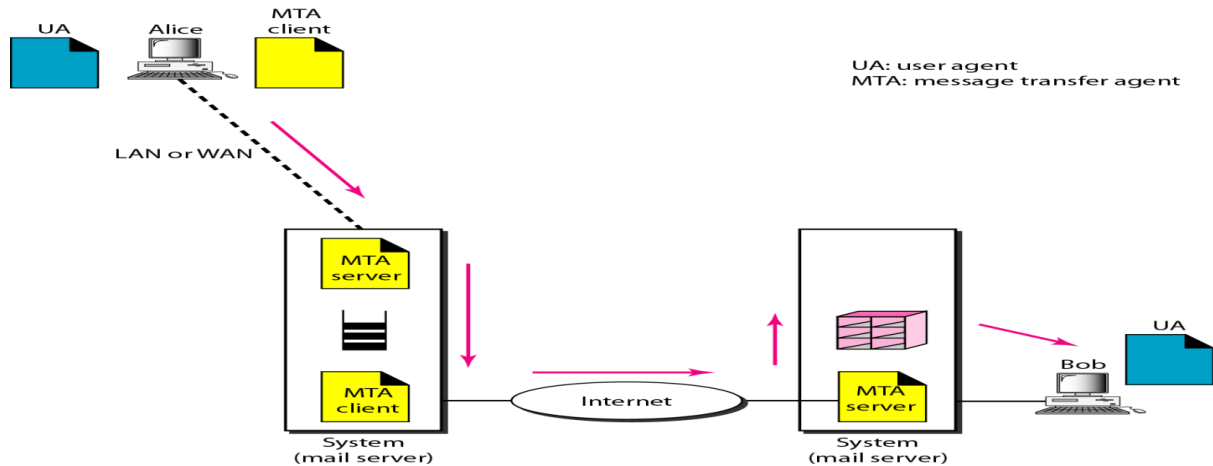 UA
Alice
MTA
client
UA: user agent
MTA: message transfer agent
LAN or WAN
MTA
server
MTA
client
System
(mail server)
Internet
MTA
server
System
(mail server)
UA
Bob